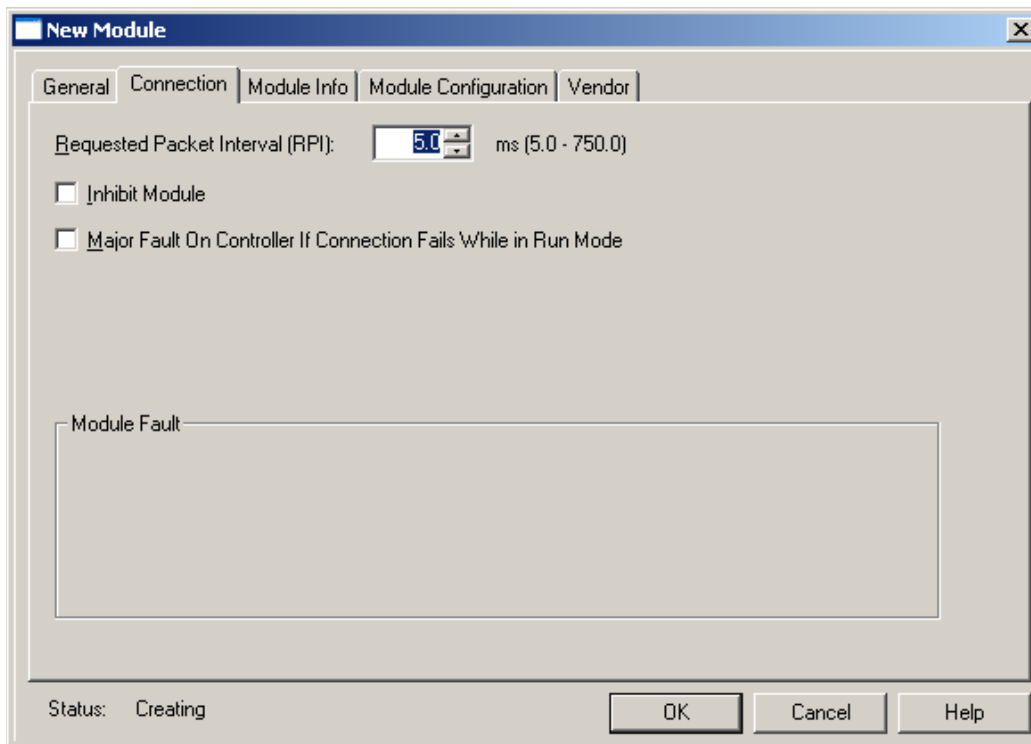 New Module
General Connection Module Info Module Configuration Vendor
Requested Packet Interval (RPI): 5.0 ms (5.0 - 750.0)
Inhibit Module
Major Fault On Controller If Connection Fails While in Run Mode
Module Fault
Status: Creating OK Cancel Help